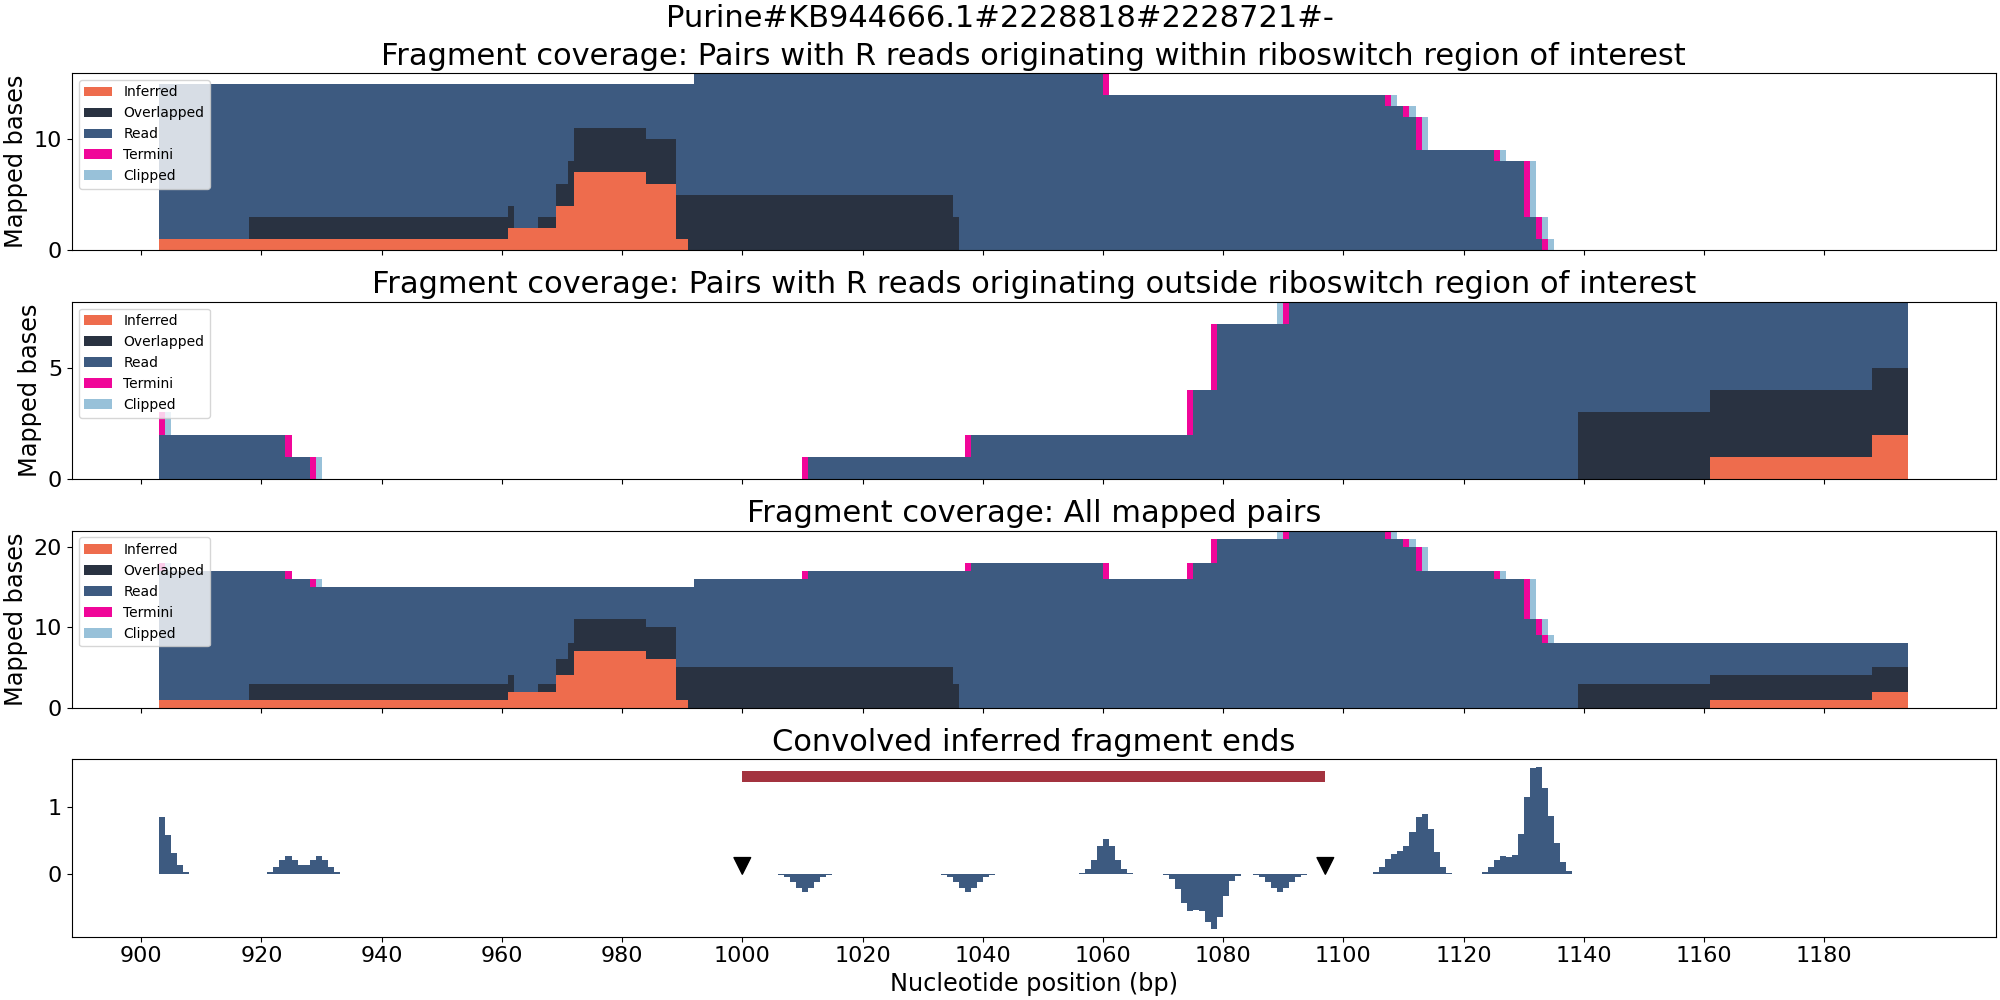 Purine#KB944666.1#2228818#2228721#-
Fragment coverage: Pairs with R reads originating within riboswitch region of interest
Mapped bases
10
0
Inferred
Overlapped
Read
Termini
Clipped
Fragment coverage: Pairs with R reads originating outside riboswitch region of interest
Mapped bases
5
0
Inferred
Overlapped
Read
Termini
Clipped
Fragment coverage: All mapped pairs
Mapped bases
20
10
0
Inferred
Overlapped
Read
Termini
Clipped
Convolved inferred fragment ends
1
0
900 920 940 960 980 1000 1020 1040 1060 1080 1100 1120 1140 1160 1180
Nucleotide position (bp)